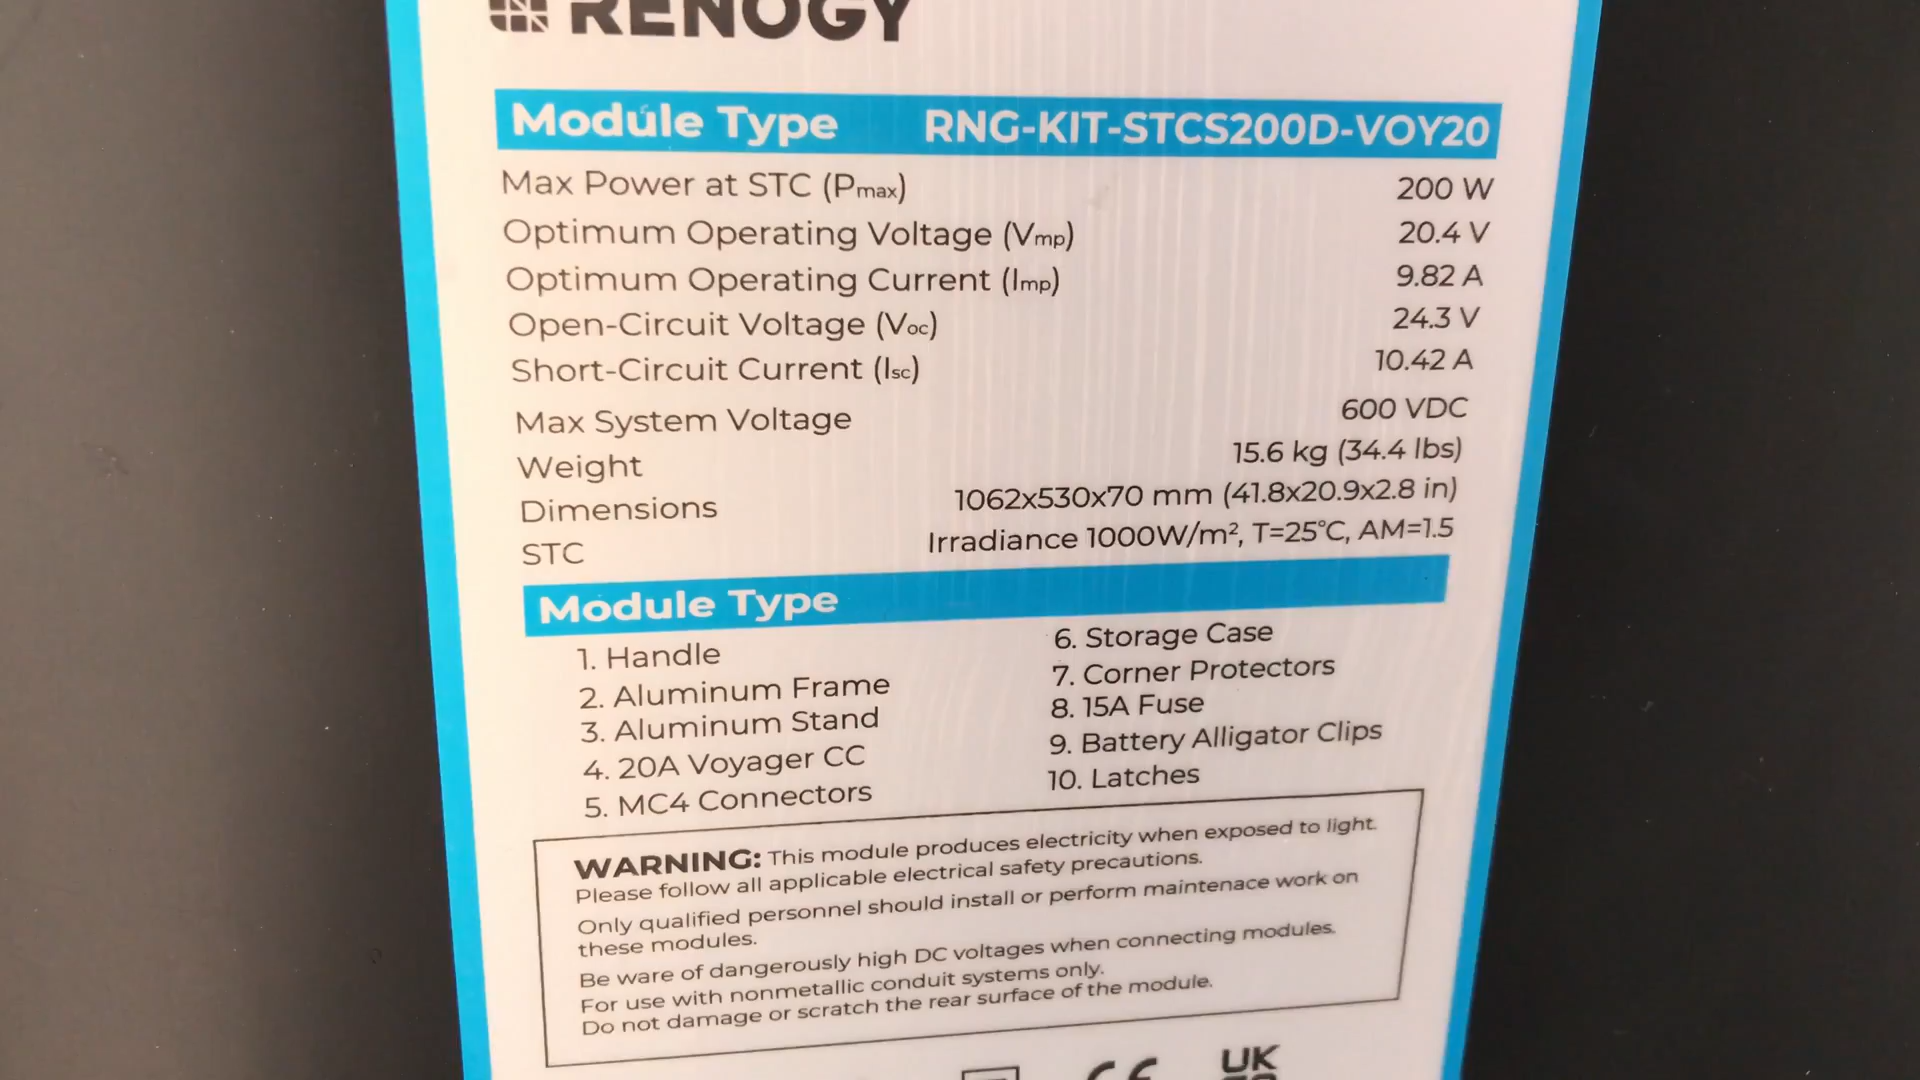 RENOGY
Module Type RNG-KIT-STCS200D-VOY20
Max Power at STC (Pmax) 200 W
Optimum Operating Voltage (Vmp) 20.4 V
Optimum Operating Current (Imp) 9.82 A
Open-Circuit Voltage (Voc) 24.3 V
Short-Circuit Current (Isc) 10.42 A
Max System Voltage 600 VDC
Weight 15.6 kg (34.4 lbs)
Dimensions 1062x530x70 mm (41.8x20.9x2.8 in)
STC Irradiance 1000W/m², T=25°C, AM=1.5
Module Type
1. Handle
2. Aluminum Frame
3. Aluminum Stand
4. 20A Voyager CC
5. MC4 Connectors
6. Storage Case
7. Corner Protectors
8. 15A Fuse
9. Battery Alligator Clips
10. Latches
WARNING: This module produces electricity when exposed to light.
Please follow all applicable electrical safety precautions.
Only qualified personnel should install or perform maintenace work on
these modules.
Be ware of dangerously high DC voltages when connecting modules.
For use with nonmetallic conduit systems only.
Do not damage or scratch the rear surface of the module.
CE
UK